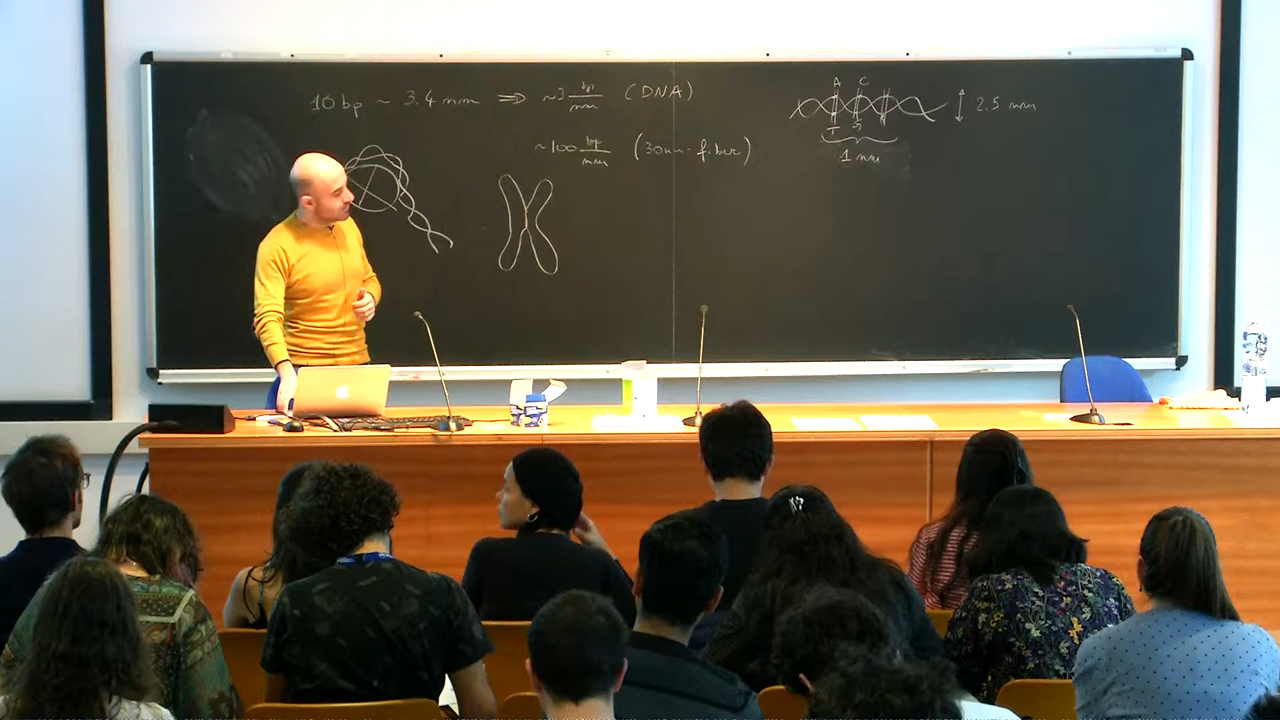 10 bp ~ 3.4 nm ⇒ ~3 bp/nm (DNA)
~100 bp/nm (30nm-fiber)
A C
T G
1 nm
2.5 nm